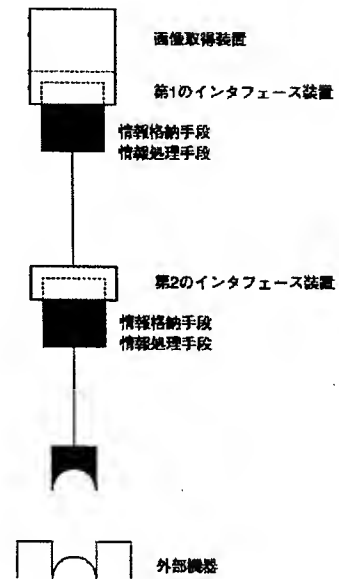 画像取得装置
第1のインタフェース装置
情報格納手段
情報処理手段
第2のインタフェース装置
情報格納手段
情報処理手段
外部機器